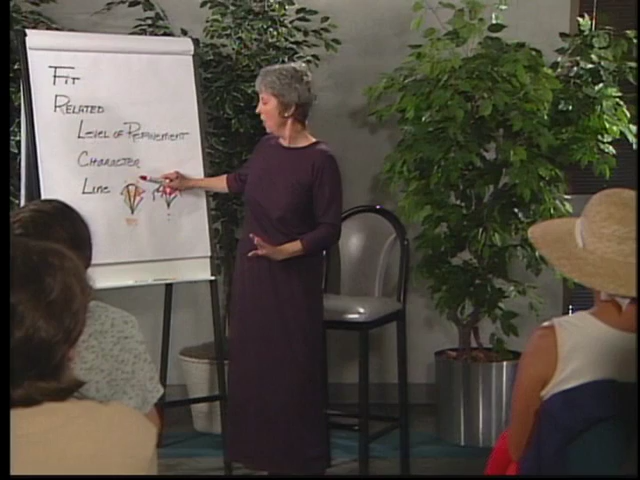 Fit
Related
Level of Refinement
Character
Line